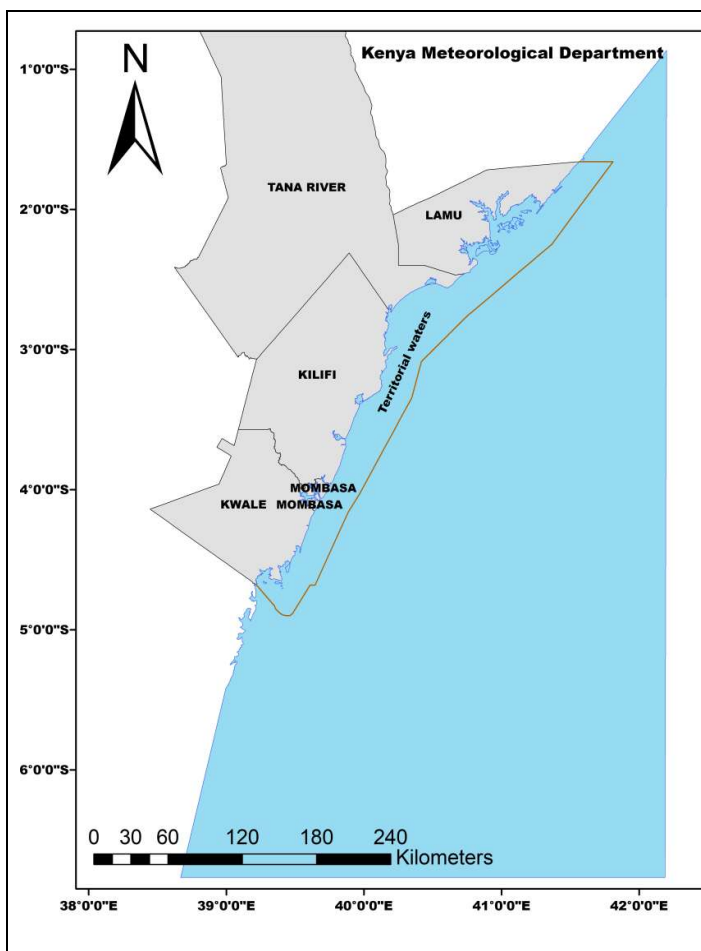 Kenya Meteorological Department
N
1°0'0"S
2°0'0"S
3°0'0"S
4°0'0"S
5°0'0"S
6°0'0"S
TANA RIVER
LAMU
KILIFI
Territorial waters
MOMBASA
KWALE MOMBASA
0 30 60 120 180 240
Kilometers
38°0'0"E 39°0'0"E 40°0'0"E 41°0'0"E 42°0'0"E